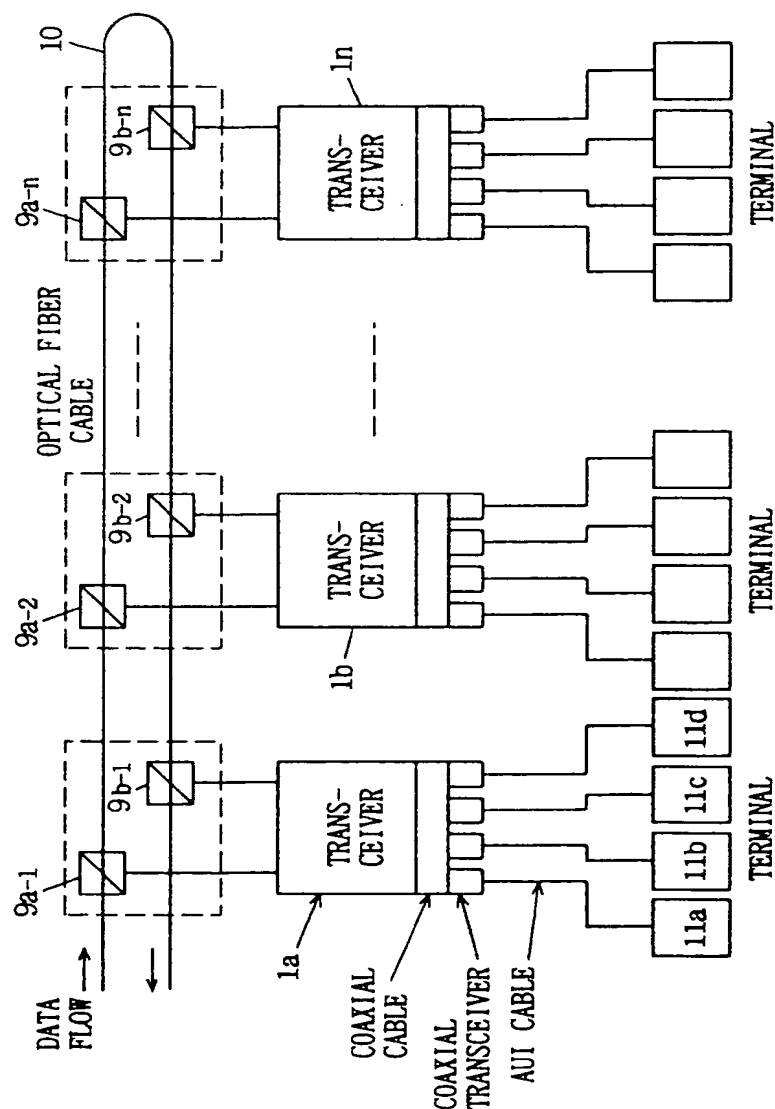 DATA
FLOW
OPTICAL FIBER
CABLE
10
9a-1
9b-1
9a-2
9b-2
9a-n
9b-n
1a
TRANS-
CEIVER
1b
TRANS-
CEIVER
1n
TRANS-
CEIVER
COAXIAL
CABLE
COAXIAL
TRANSCEIVER
AUI CABLE
11a
11b
11c
11d
TERMINAL
TERMINAL
TERMINAL